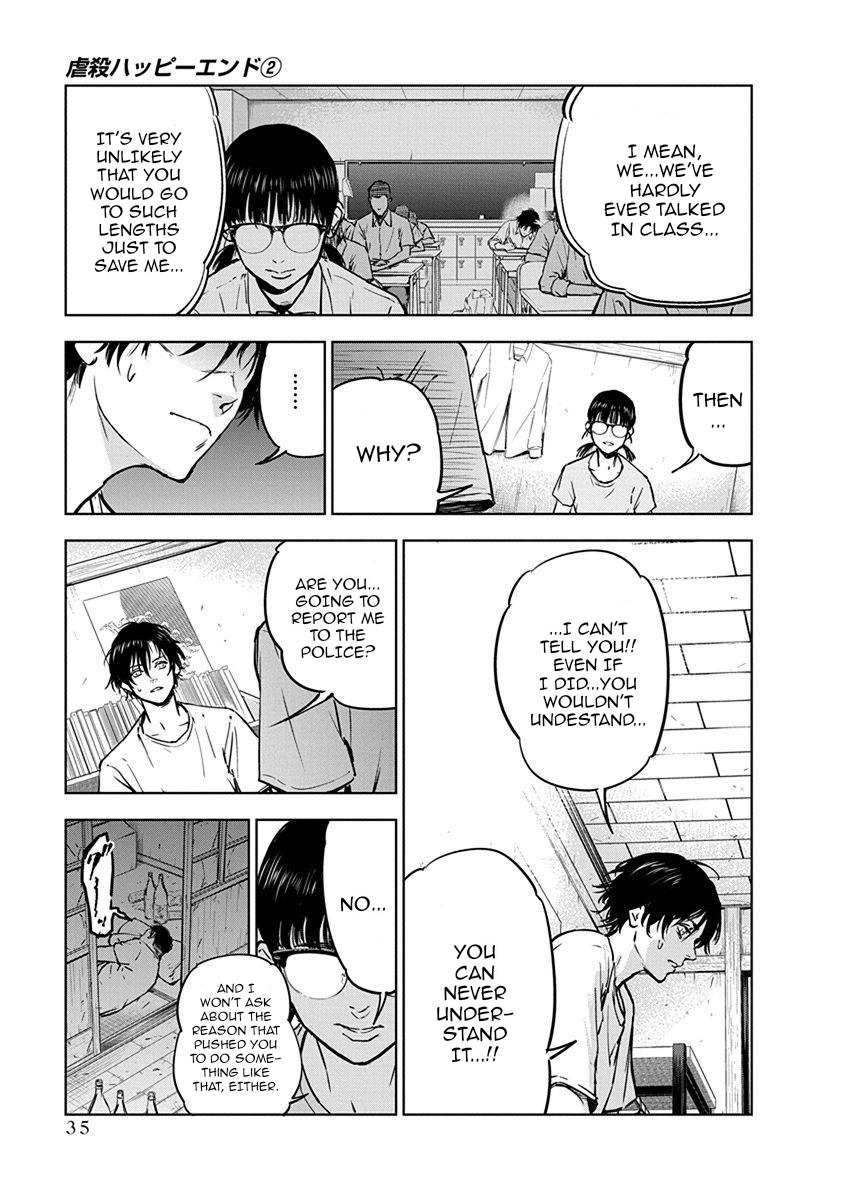 虐殺ハッピーエンド②
I MEAN,
WE...WE'VE
HARDLY
EVER TALKED
IN CLASS...
IT'S VERY
UNLIKELY
THAT YOU
WOULD GO
TO SUCH
LENGTHS
JUST TO
SAVE ME...
THEN
...
WHY?
......
...I CAN'T
TELL YOU!!
EVEN IF
I DID...YOU
WOULDN'T
UNDESTAND...
YOU
CAN
NEVER
UNDER-
STAND
IT...!!
ARE YOU...
GOING TO
REPORT ME
TO THE
POLICE?
NO...
AND I
WON'T ASK
ABOUT THE
REASON THAT
PUSHED YOU
TO DO SOME-
THING LIKE
THAT, EITHER.
35